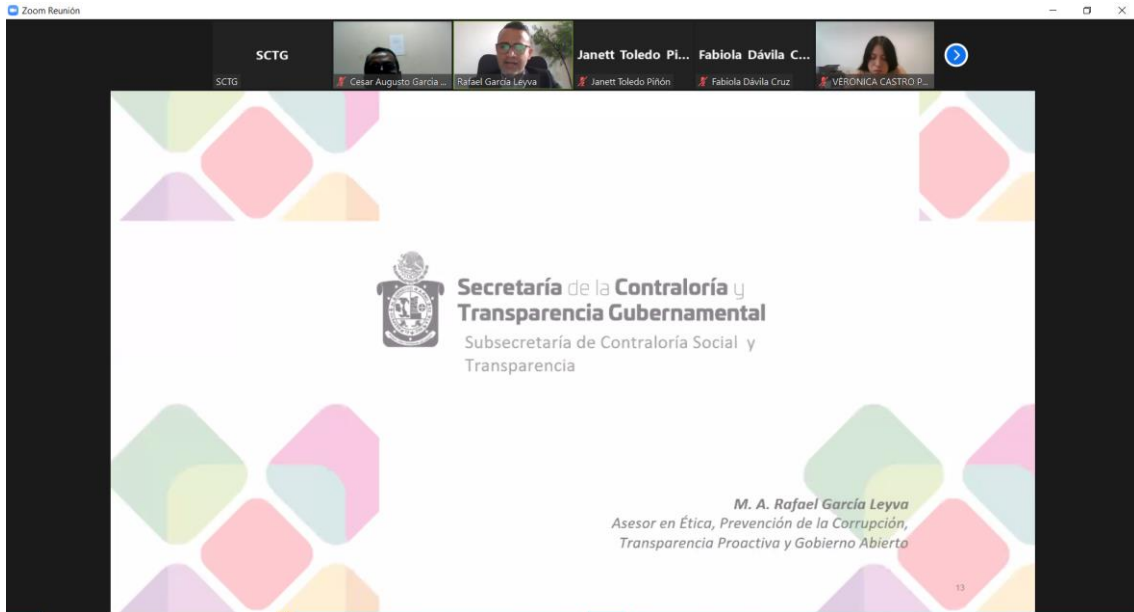 Zoom Reunión
SCTG
Janett Toledo Pi...
Fabiola Dávila C...
SCTG
Cesar Augusto Garcia ...
Rafael García Leyva
Janett Toledo Piñón
Fabiola Dávila Cruz
VERONICA CASTRO P...
Secretaría de la Contraloría y
Transparencia Gubernamental
Subsecretaría de Contraloría Social y
Transparencia
M. A. Rafael García Leyva
Asesor en Ética, Prevención de la Corrupción,
Transparencia Proactiva y Gobierno Abierto
13